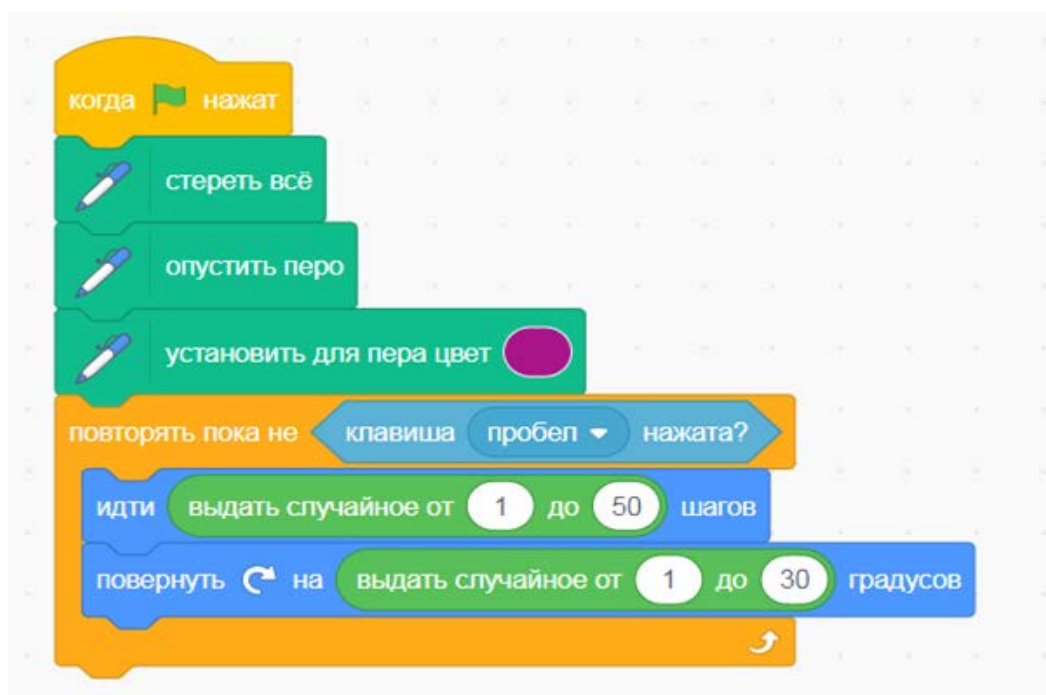 когда нажат
стереть всё
опустить перо
установить для пера цвет
повторять пока не клавиша пробел нажата?
идти выдать случайное от 1 до 50 шагов
повернуть на выдать случайное от 1 до 30 градусов